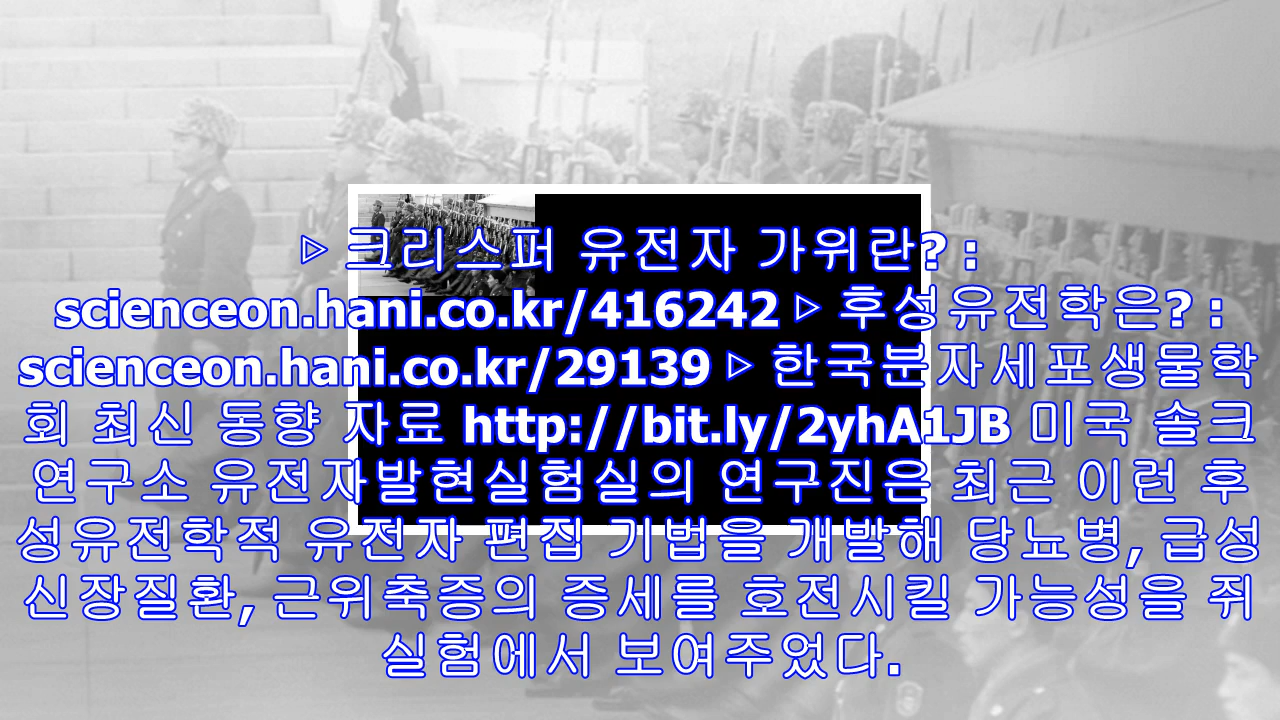 ▷ 크리스퍼 유전자 가위란? :
scienceon.hani.co.kr/416242 ▷ 후성유전학은? :
scienceon.hani.co.kr/29139 ▷ 한국분자세포생물학
회 최신 동향 자료 http://bit.ly/2yhA1JB 미국 솔크
연구소 유전자발현실험실의 연구진은 최근 이런 후
성유전학적 유전자 편집 기법을 개발해 당뇨병, 급성
신장질환, 근위축증의 증세를 호전시킬 가능성을 쥐
실험에서 보여주었다.